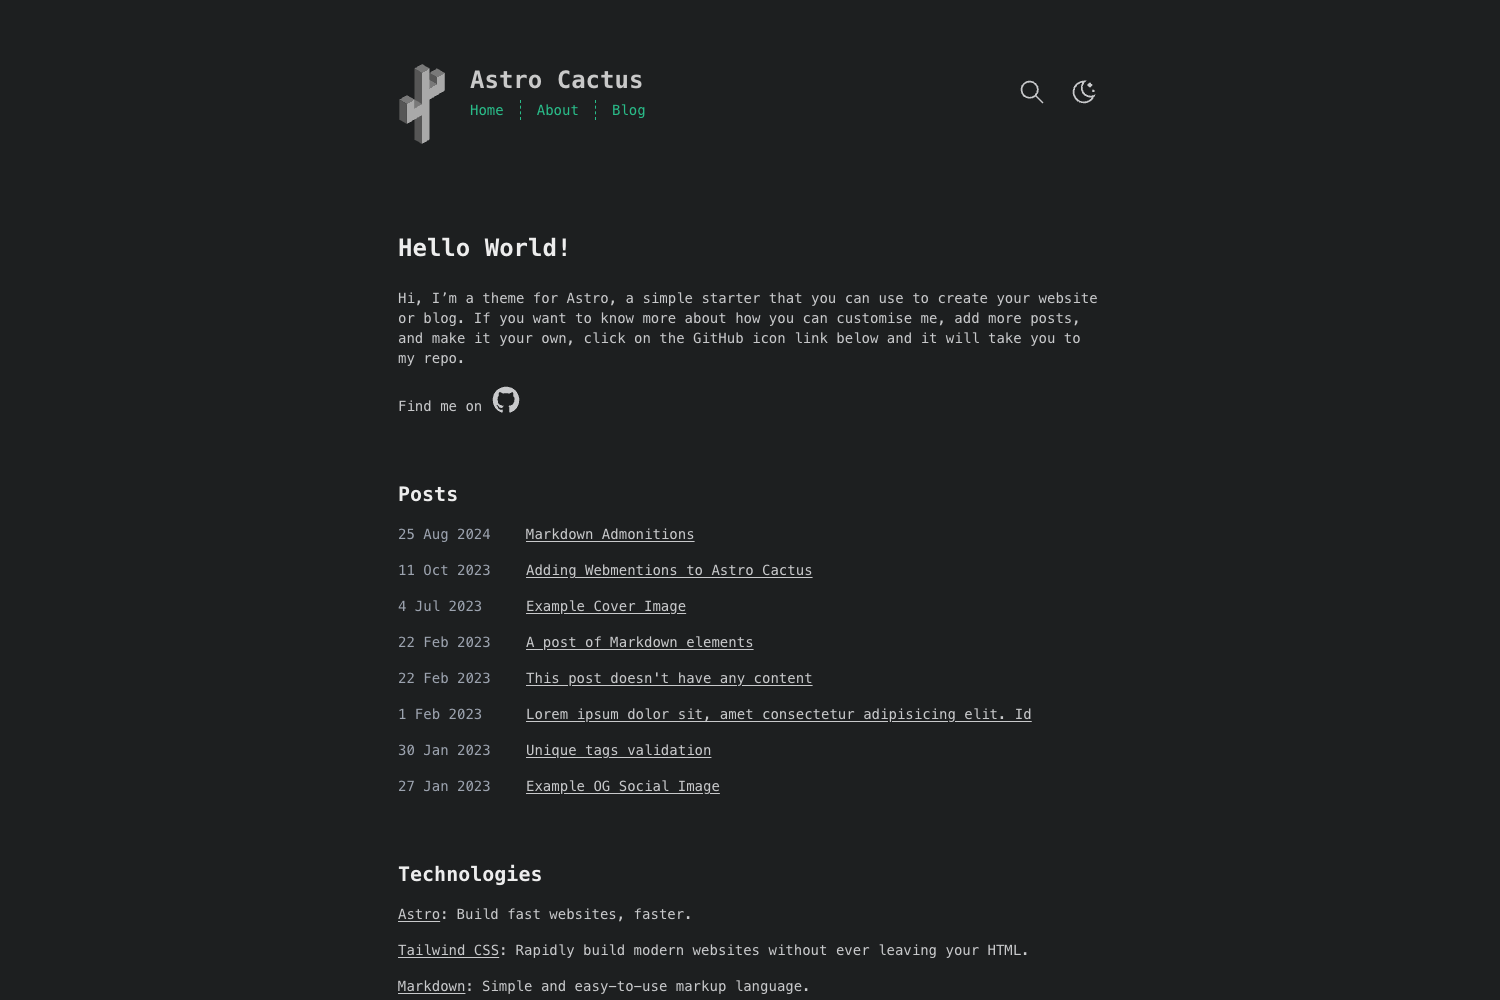 Astro Cactus
Home
About
Blog
Hello World!
Hi, I’m a theme for Astro, a simple starter that you can use to create your website
or blog. If you want to know more about how you can customise me, add more posts,
and make it your own, click on the GitHub icon link below and it will take you to
my repo.
Find me on
Posts
25 Aug 2024 Markdown Admonitions
11 Oct 2023 Adding Webmentions to Astro Cactus
4 Jul 2023 Example Cover Image
22 Feb 2023 A post of Markdown elements
22 Feb 2023 This post doesn't have any content
1 Feb 2023 Lorem ipsum dolor sit, amet consectetur adipisicing elit. Id
30 Jan 2023 Unique tags validation
27 Jan 2023 Example OG Social Image
Technologies
Astro: Build fast websites, faster.
Tailwind CSS: Rapidly build modern websites without ever leaving your HTML.
Markdown: Simple and easy-to-use markup language.